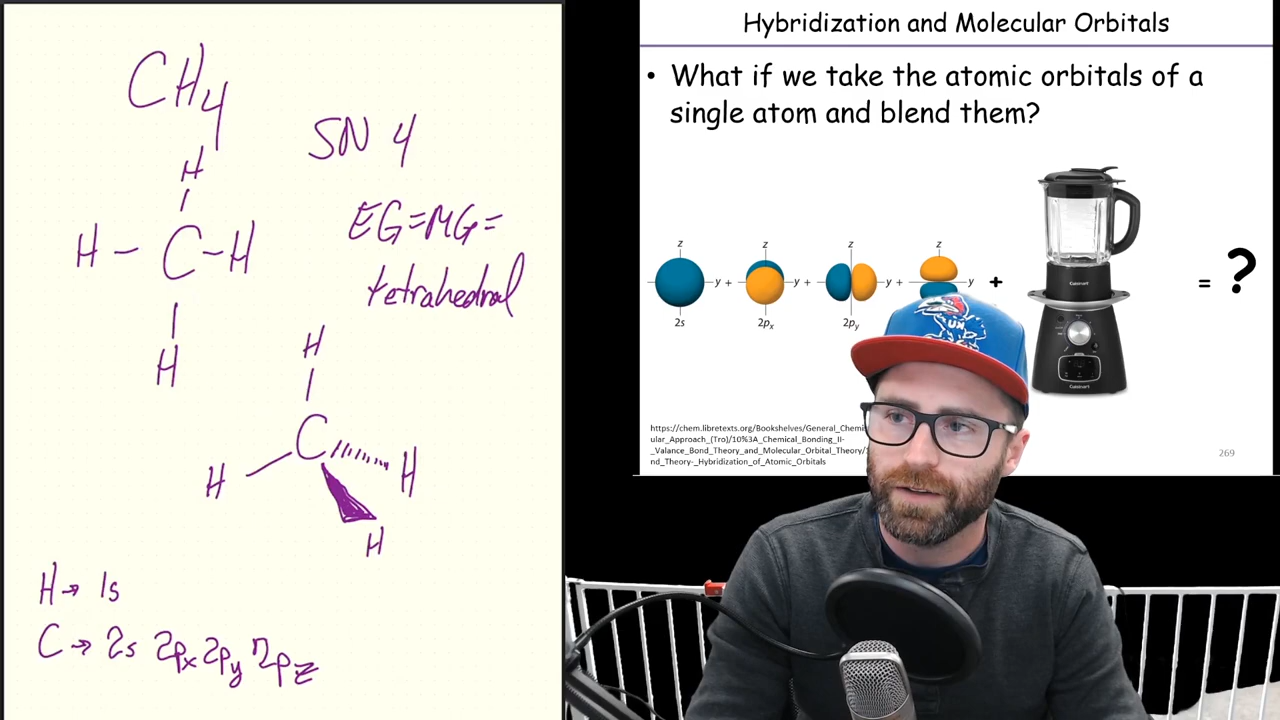 CH4
H
H - C - H
H
SN 4
EG=MG=
tetrahedral
H
C
H
H
H
H → 1s
C → 2s 2px 2py 2pz
Hybridization and Molecular Orbitals
• What if we take the atomic orbitals of a
single atom and blend them?
z z z z
y + y + y + y + = ?
2s 2px 2py
Cuisinart
Cuisinart
https://chem.libretexts.org/Bookshelves/General_Chemi
ular_Approach_(Tro)/10%3A_Chemical_Bonding_II-
_Valance_Bond_Theory_and_Molecular_Orbital_Theory/
nd_Theory-_Hybridization_of_Atomic_Orbitals
269